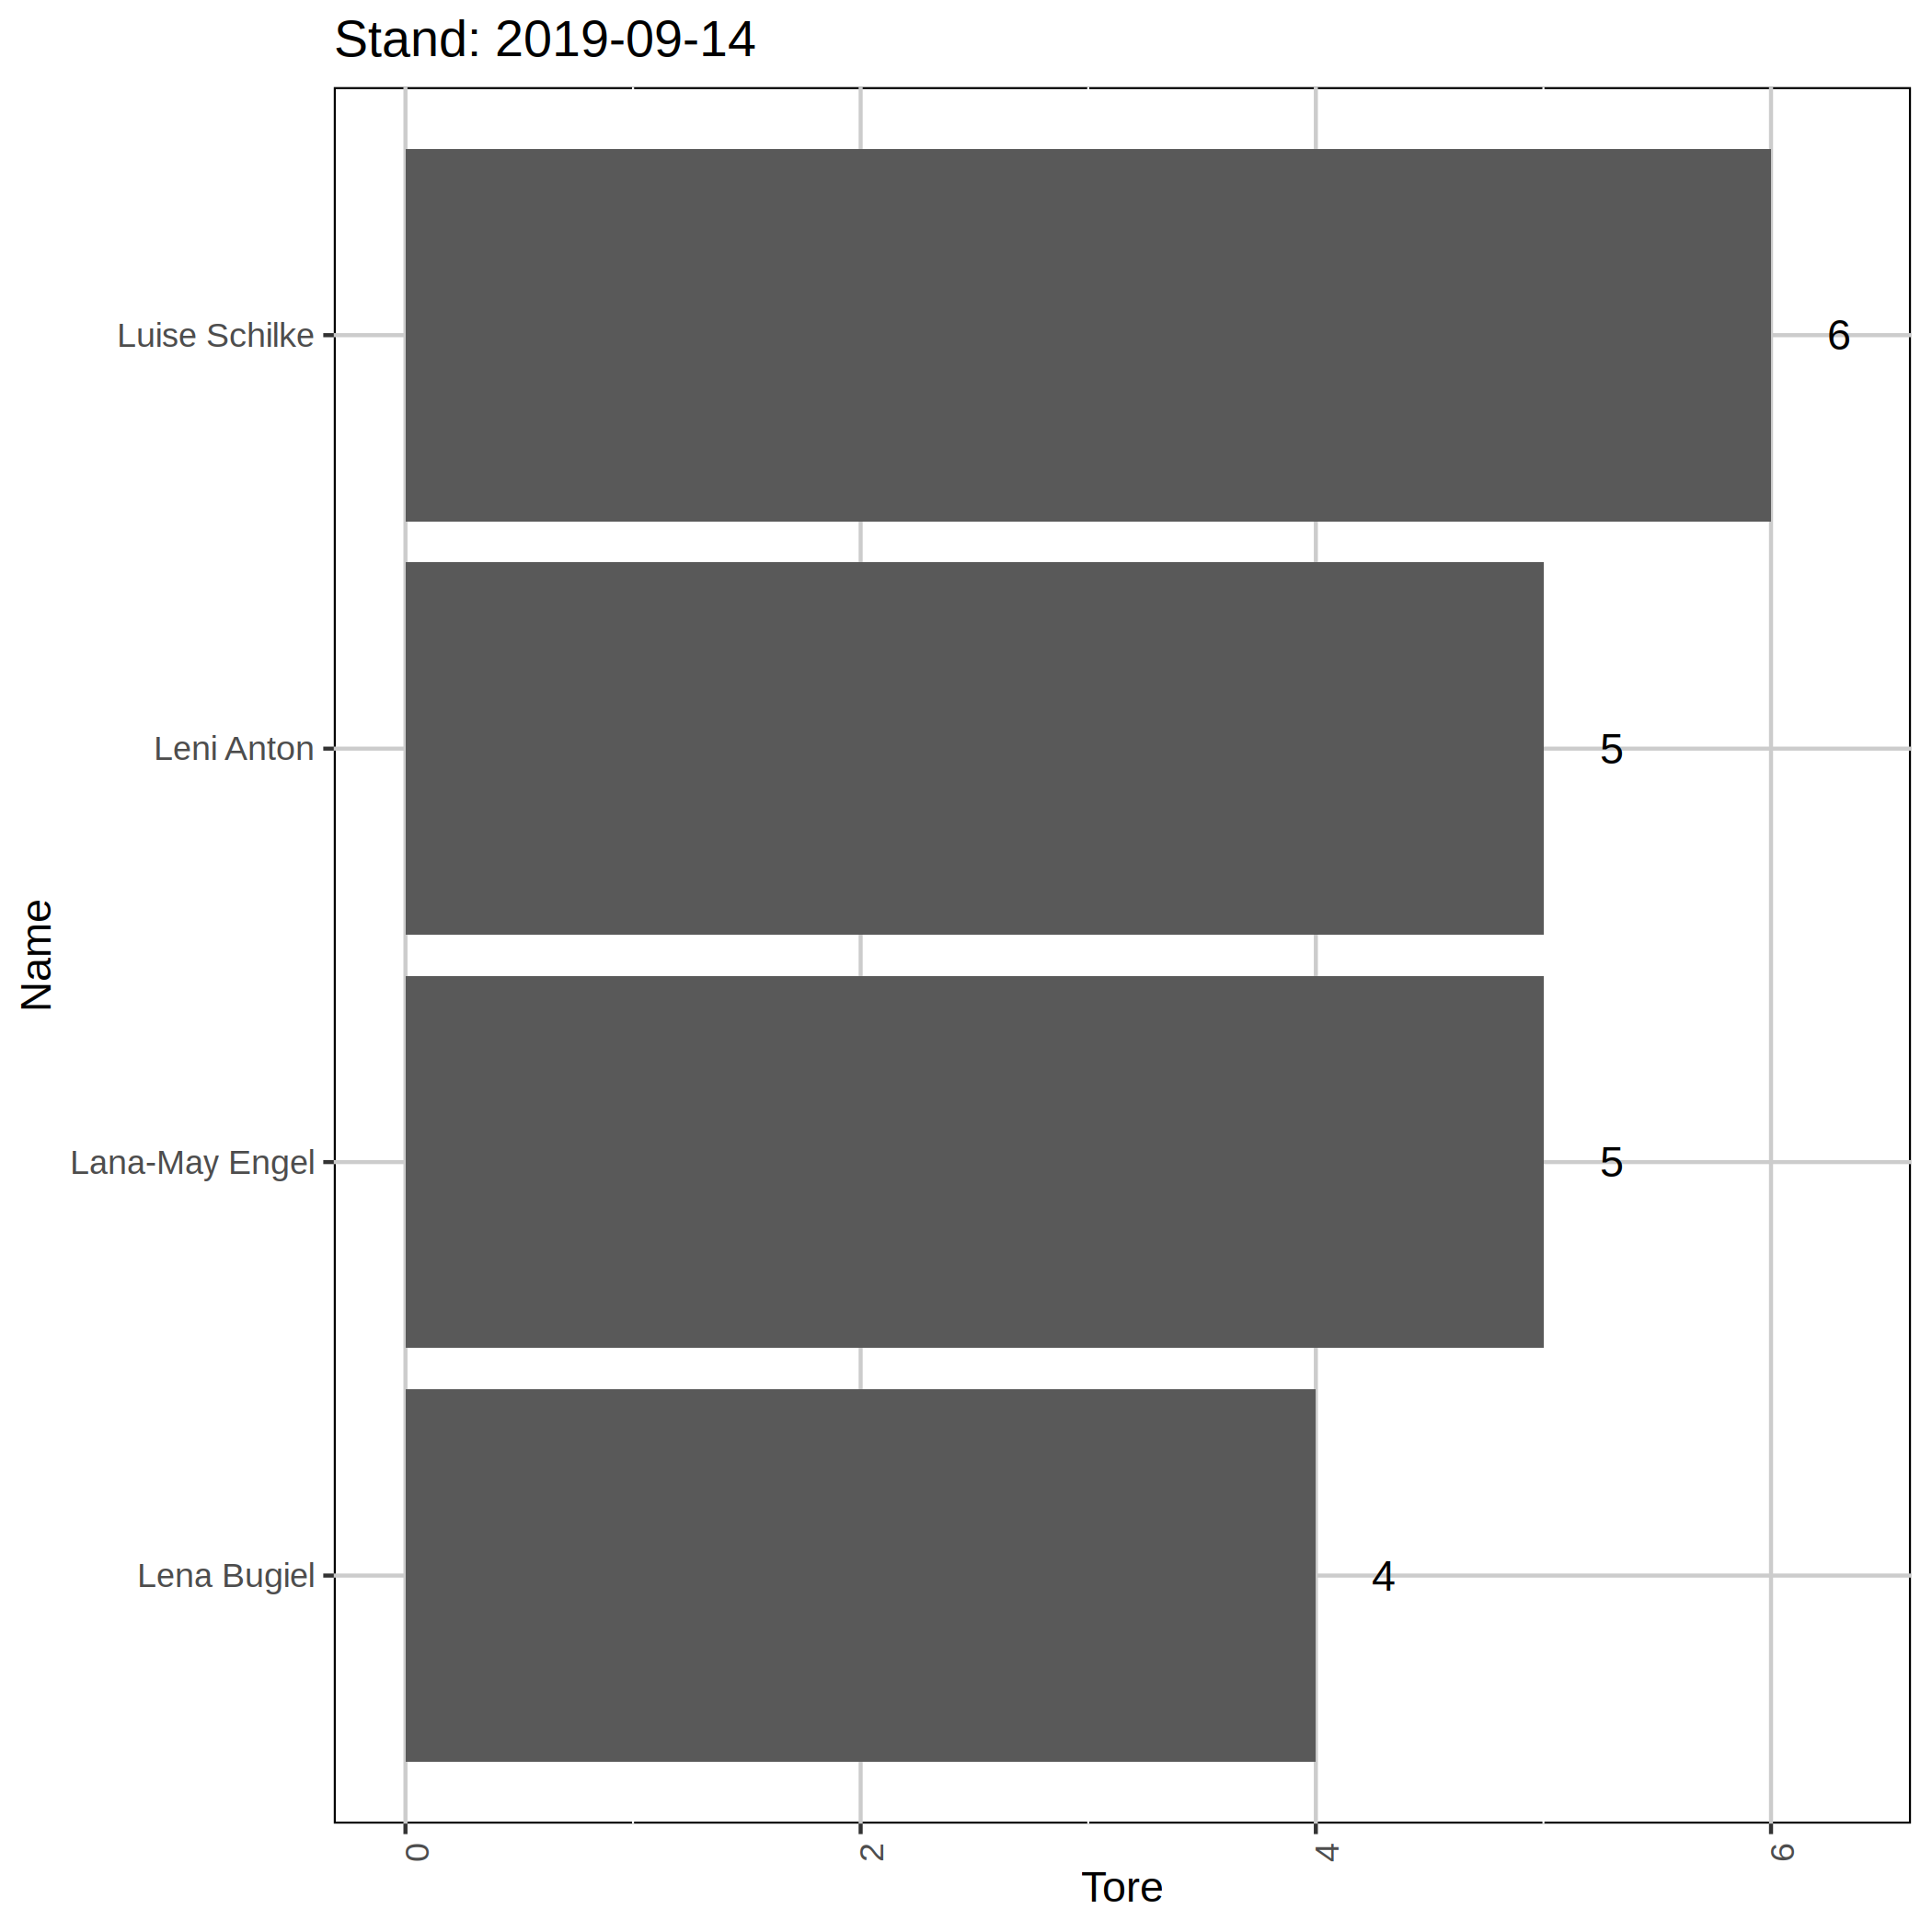 Stand: 2019-09-14
Name
Luise Schilke
6
Leni Anton
5
Lana-May Engel
5
Lena Bugiel
4
0 2 4 6
Tore